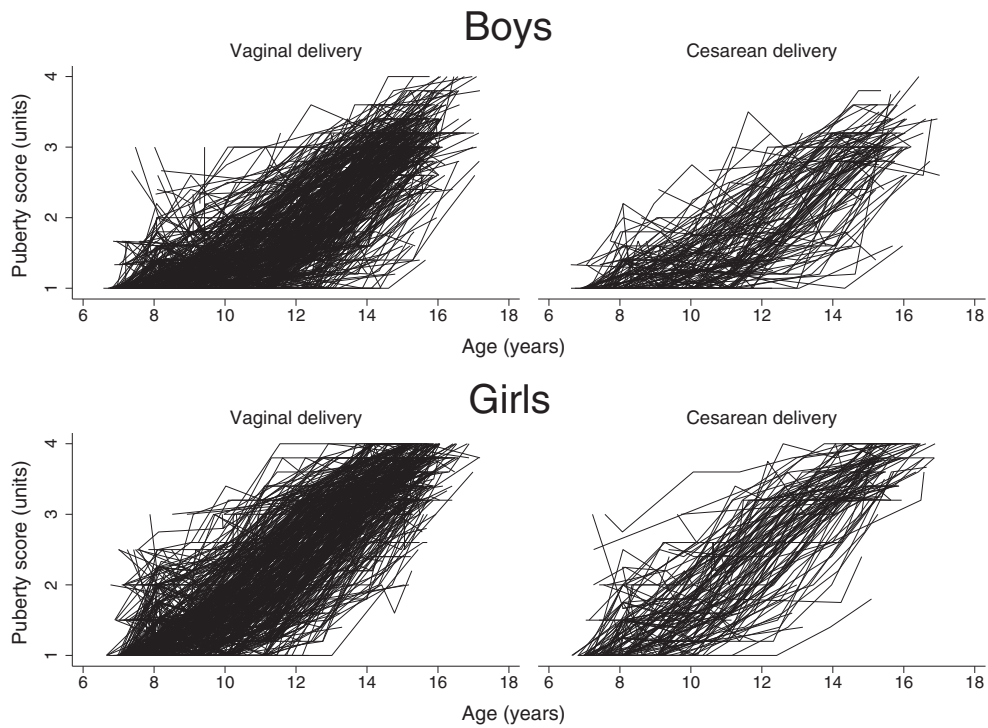 Boys
Vaginal delivery Cesarean delivery
Puberty score (units)
4
3
2
1
6 8 10 12 14 16 18 6 8 10 12 14 16 18
Age (years)
Girls
Vaginal delivery Cesarean delivery
Puberty score (units)
4
3
2
1
6 8 10 12 14 16 18 6 8 10 12 14 16 18
Age (years)